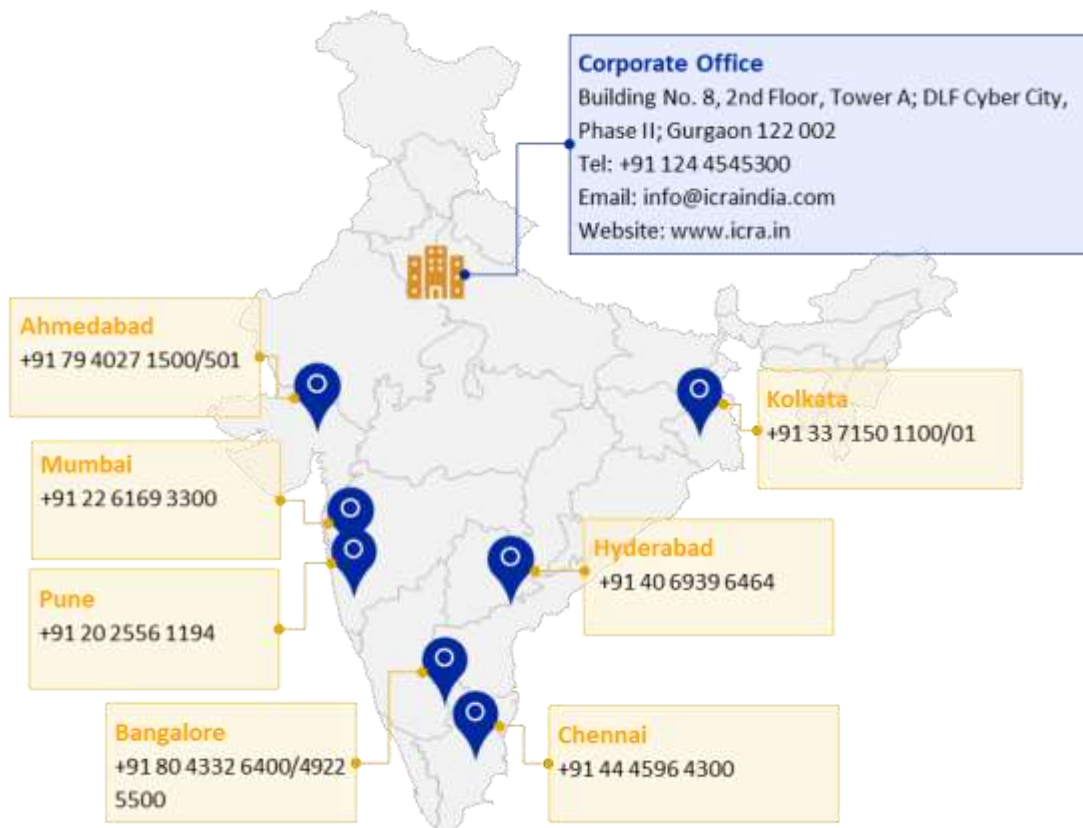 Corporate Office
Building No. 8, 2nd Floor, Tower A; DLF Cyber City,
Phase II; Gurgaon 122 002
Tel: +91 124 4545300
Email: info@icraindia.com
Website: www.icra.in
Ahmedabad
+91 79 4027 1500/501
Kolkata
+91 33 7150 1100/01
Mumbai
+91 22 6169 3300
Hyderabad
+91 40 6939 6464
Pune
+91 20 2556 1194
Bangalore
+91 80 4332 6400/4922
5500
Chennai
+91 44 4596 4300